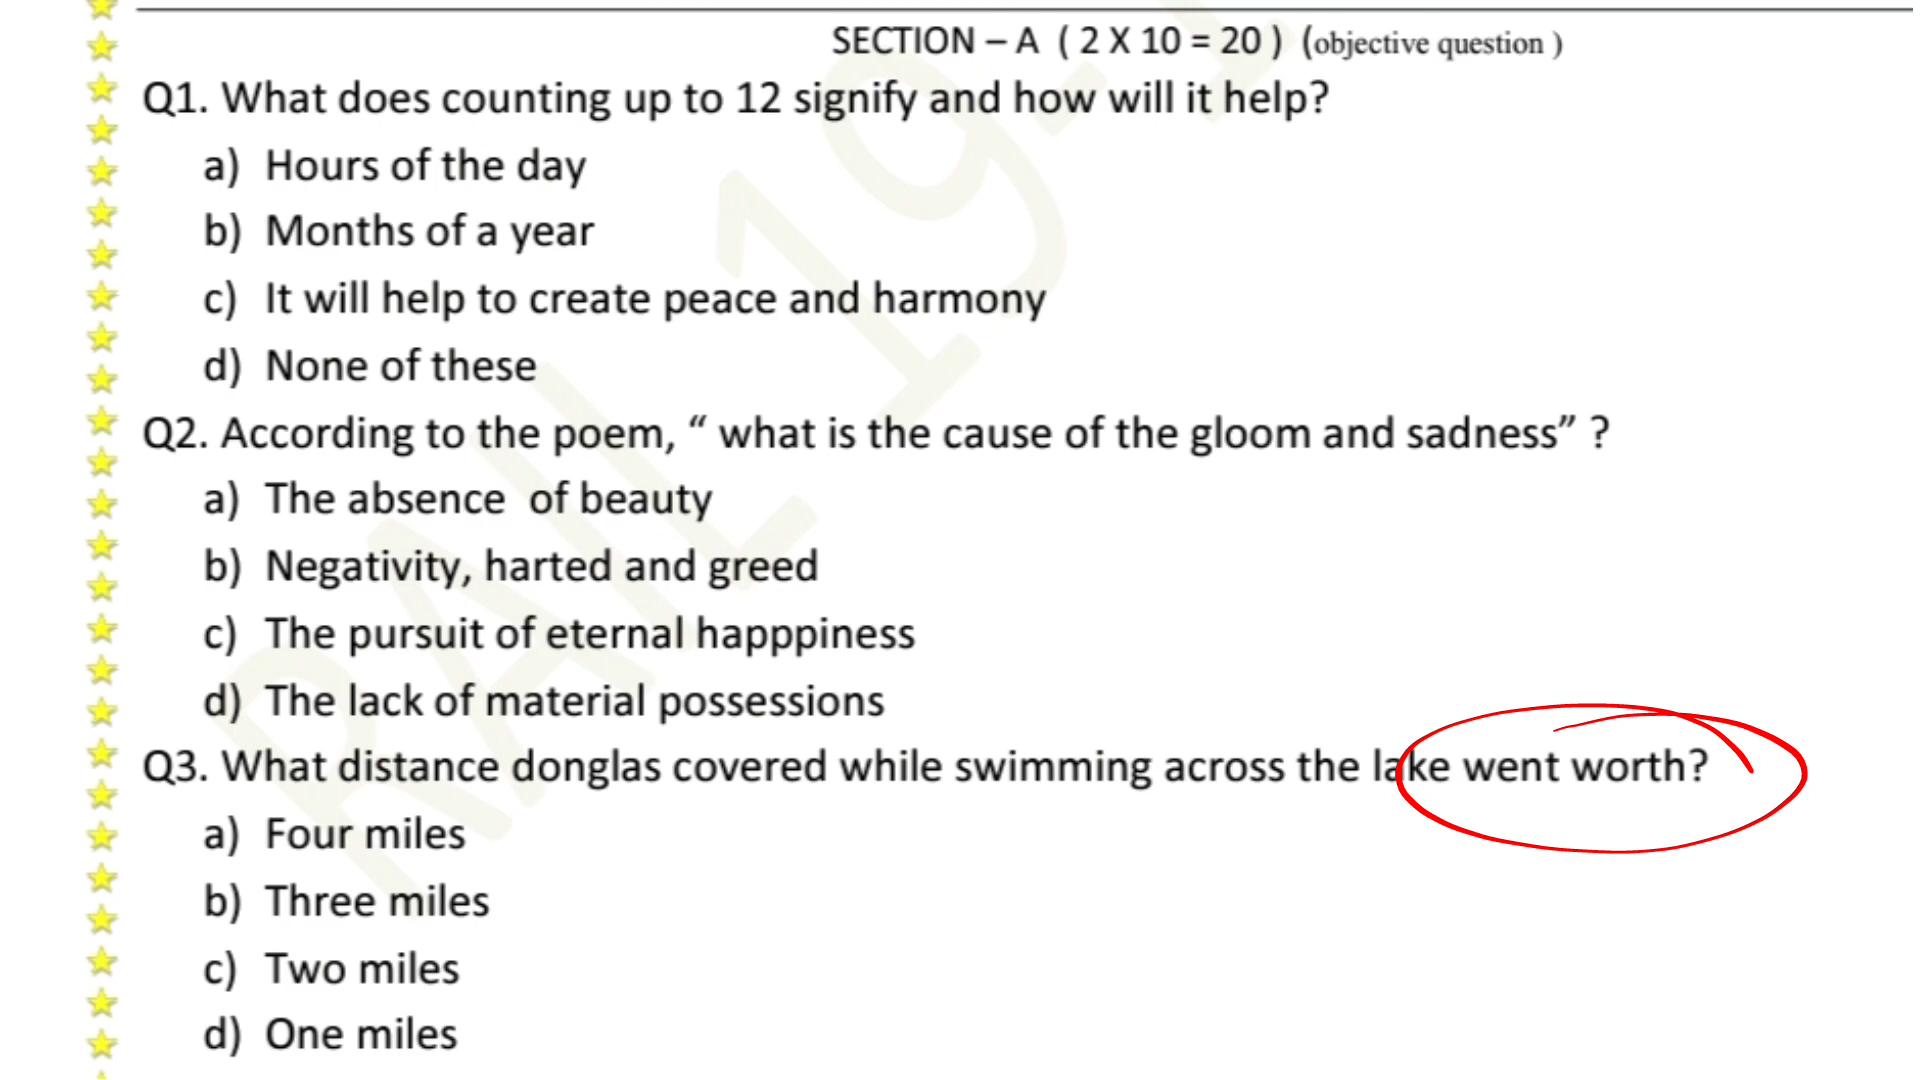 SECTION – A ( 2 X 10 = 20 ) (objective question )
Q1. What does counting up to 12 signify and how will it help?
a) Hours of the day
b) Months of a year
c) It will help to create peace and harmony
d) None of these
Q2. According to the poem, “ what is the cause of the gloom and sadness” ?
a) The absence of beauty
b) Negativity, harted and greed
c) The pursuit of eternal happpiness
d) The lack of material possessions
Q3. What distance donglas covered while swimming across the lake went worth?
a) Four miles
b) Three miles
c) Two miles
d) One miles